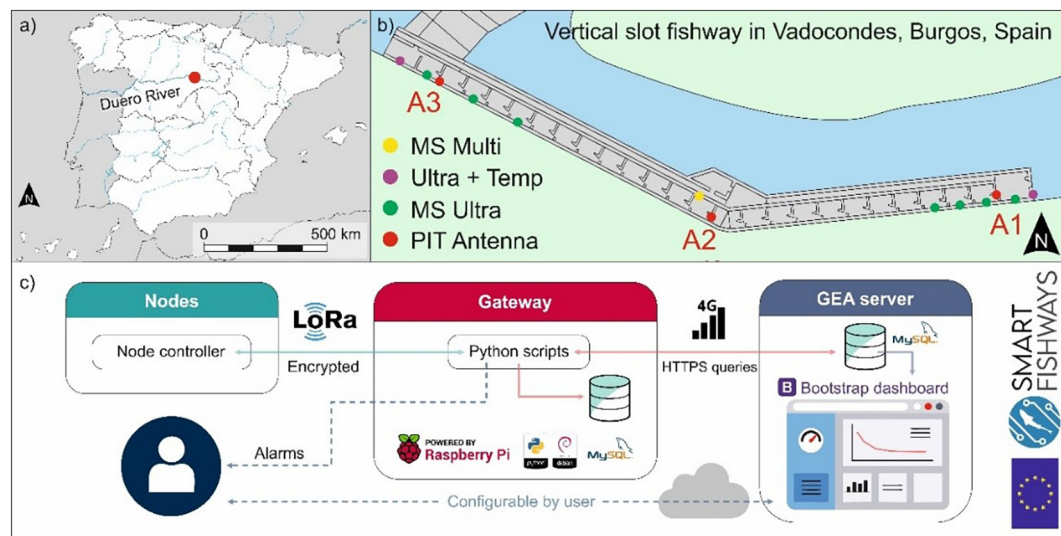 a)
Duero River
N
0 500 km
b)
Vertical slot fishway in Vadocondes, Burgos, Spain
A3
MS Multi
Ultra + Temp
MS Ultra
PIT Antenna
A2
A1
N
c)
Nodes
Node controller
LoRa
Encrypted
Gateway
Python scripts
POWERED BY
Raspberry Pi
python
debian
MySQL
4G
HTTPS queries
GEA server
MySQL
B Bootstrap dashboard
Alarms
Configurable by user
SMART
FISHWAYS